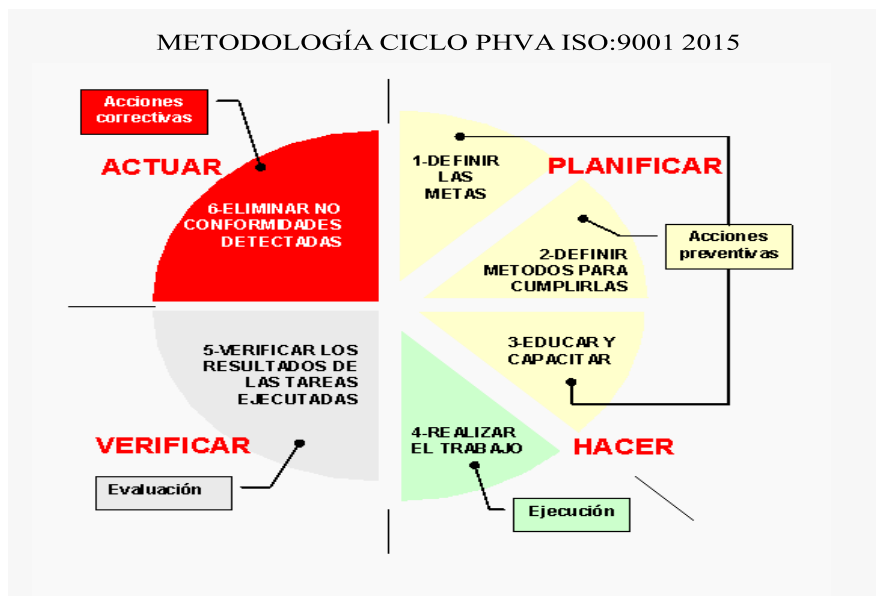 METODOLOGÍA CICLO PHVA ISO:9001 2015
Acciones
correctivas
ACTUAR
6-ELIMINAR NO
CONFORMIDADES
DETECTADAS
1-DEFINIR
LAS
METAS
PLANIFICAR
2-DEFINIR
METODOS PARA
CUMPLIRLAS
Acciones
preventivas
3-EDUCAR Y
CAPACITAR
HACER
4-REALIZAR
EL TRABAJO
Ejecución
5-VERIFICAR LOS
RESULTADOS DE
LAS TAREAS
EJECUTADAS
VERIFICAR
Evaluación